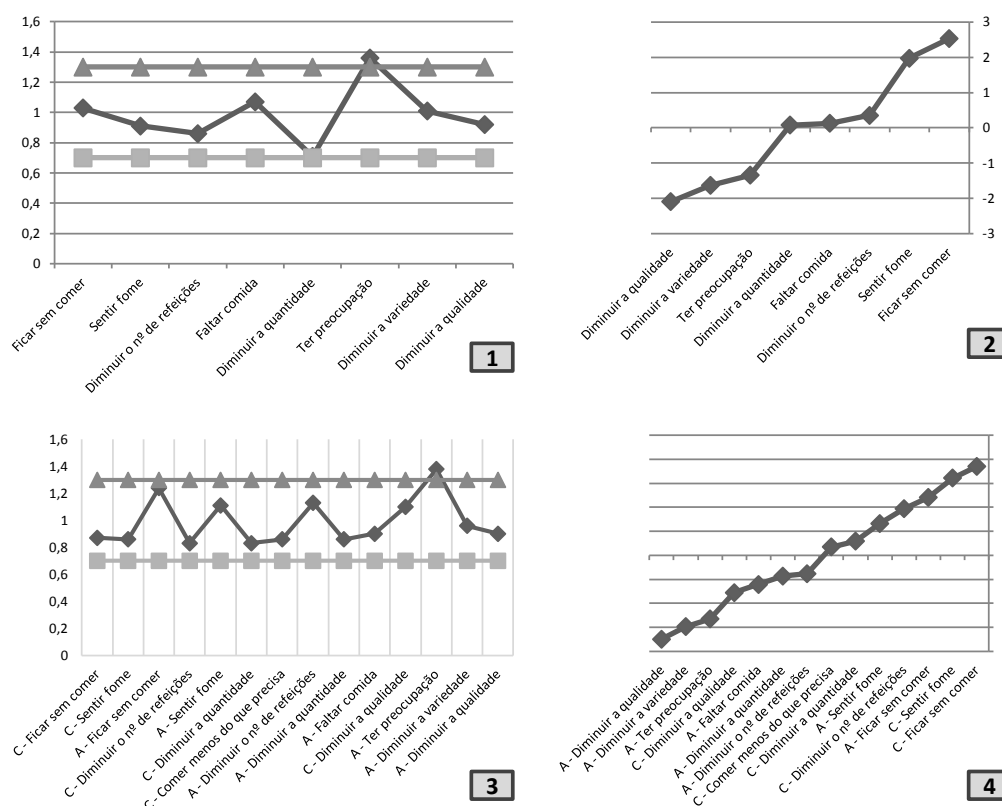 1,6
1,4
1,2
1
0,8
0,6
0,4
0,2
0
Ficar sem comer
Sentir fome
Diminuir o nº de refeições
Faltar comida
Diminuir a quantidade
Ter preocupação
Diminuir a variedade
Diminuir a qualidade
1
3
2
1
0
-1
-2
-3
Diminuir a qualidade
Diminuir a variedade
Ter preocupação
Diminuir a quantidade
Faltar comida
Diminuir o nº de refeições
Sentir fome
Ficar sem comer
2
1,6
1,4
1,2
1
0,8
0,6
0,4
0,2
0
C - Ficar sem comer
C - Sentir fome
A - Ficar sem comer
C - Diminuir o nº de refeições
A - Sentir fome
C - Diminuir a quantidade
C - Comer menos do que precisa
A - Diminuir o nº de refeições
A - Diminuir a quantidade
A - Faltar comida
C - Diminuir a qualidade
A - Ter preocupação
A - Diminuir a variedade
A - Diminuir a qualidade
3
A - Diminuir a qualidade
A - Diminuir a variedade
A - Ter preocupação
C - Diminuir a qualidade
A - Faltar comida
A - Diminuir a quantidade
A - Diminuir o nº de refeições
C - Comer menos do que precisa
C - Diminuir a quantidade
A - Sentir fome
C - Diminuir o nº de refeições
A - Ficar sem comer
C - Sentir fome
C - Ficar sem comer
4